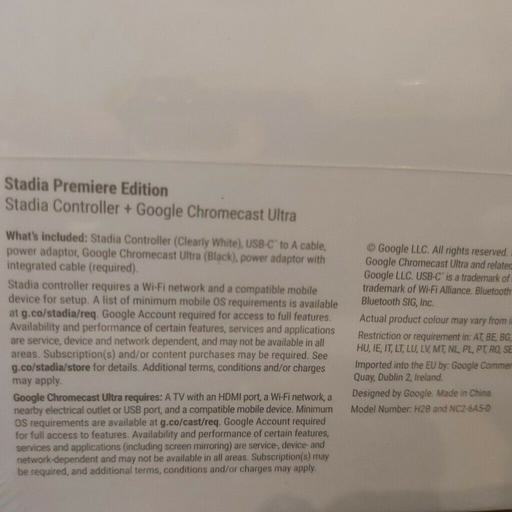 Stadia Premiere Edition
Stadia Controller + Google Chromecast Ultra
What's included: Stadia Controller (Clearly White), USB-C™ to A cable,
power adaptor, Google Chromecast Ultra (Black), power adaptor with
integrated cable (required).
Stadia controller requires a Wi-Fi network and a compatible mobile
device for setup. A list of minimum mobile OS requirements is available
at g.co/stadia/req. Google Account required for access to full features.
Availability and performance of certain features, services and applications
are service, device and network dependent, and may not be available in all
areas. Subscription(s) and/or content purchases may be required. See
g.co/stadia/store for details. Additional terms, conditions and/or charges
may apply.
Google Chromecast Ultra requires: A TV with an HDMI port, a Wi-Fi network, a
nearby electrical outlet or USB port, and a compatible mobile device. Minimum
OS requirements are available at g.co/cast/req. Google Account required
for full access to features. Availability and performance of certain features,
services and applications (including screen mirroring) are service-, device- and
network-dependent and may not be available in all areas. Subscription(s) may
be required, and additional terms, conditions and/or charges may apply.
© Google LLC. All rights reserved.
Google Chromecast Ultra and related
Google LLC. USB-C™ is a trademark of
trademark of Wi-Fi Alliance. Bluetooth
Bluetooth SIG, Inc.
Actual product colour may vary from
Restriction or requirement in: AT, BE, BG,
HU, IE, IT, LT, LU, LV, MT, NL, PL, PT, RO, SE
Imported into the EU by: Google Commer
Quay, Dublin 2, Ireland.
Designed by Google. Made in China.
Model Number: H2B and NC2-6A5-D